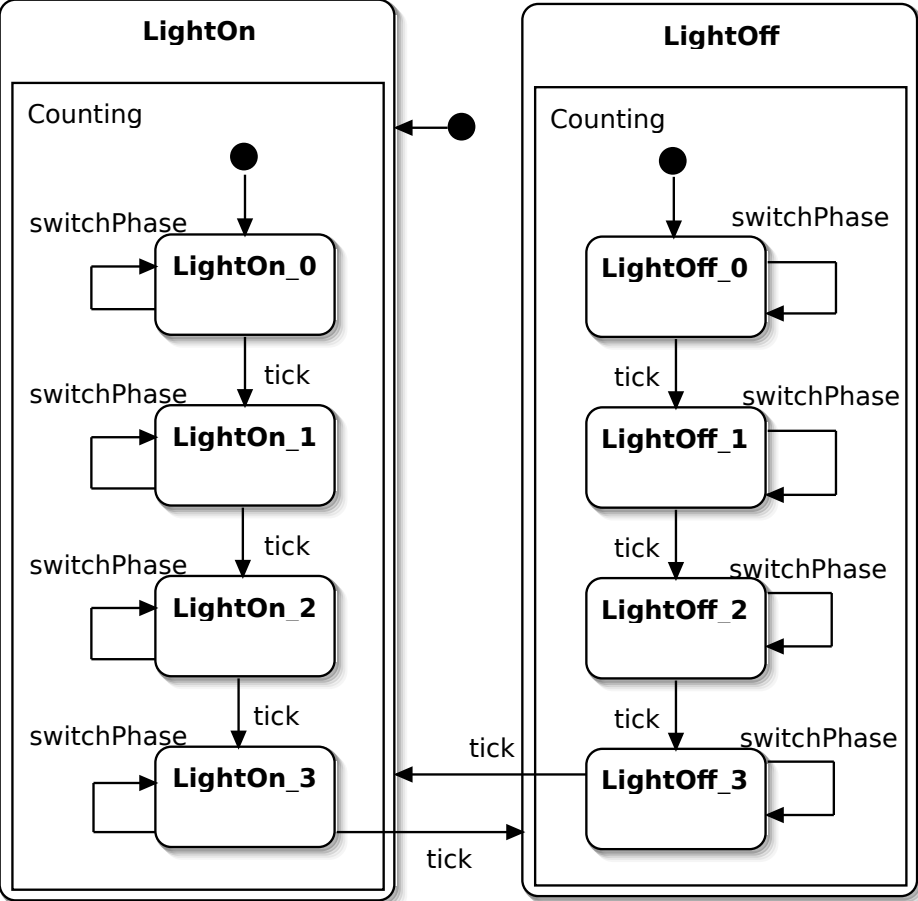 LightOn
Counting
switchPhase
LightOn_0
tick
switchPhase
LightOn_1
tick
switchPhase
LightOn_2
tick
switchPhase
LightOn_3
tick
tick
LightOff
Counting
switchPhase
LightOff_0
tick
switchPhase
LightOff_1
tick
switchPhase
LightOff_2
tick
switchPhase
LightOff_3